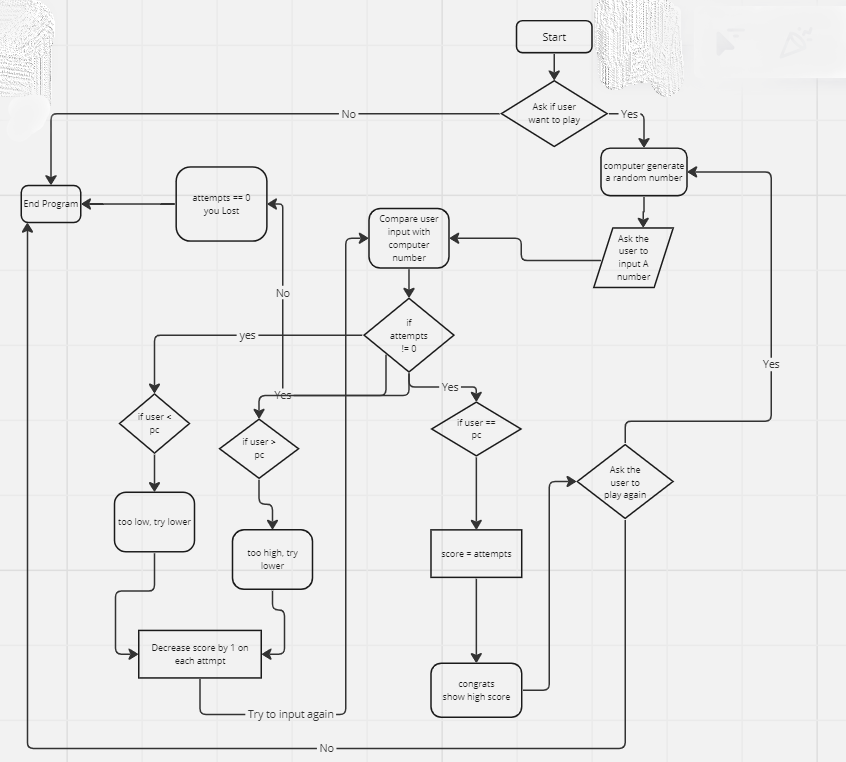 Start
Ask if user
want to play
No
Yes
computer generate
a random number
End Program
attempts == 0
you Lost
Compare user
input with
computer
number
Ask the
user to
input A
number
No
if
attempts
!= 0
yes
Yes
Yes
Yes
if user <
pc
if user >
pc
if user ==
pc
Ask the
user to
play again
too low, try lower
too high, try
lower
score = attempts
Decrease score by 1 on
each attmpt
congrats
show high score
Try to input again
No